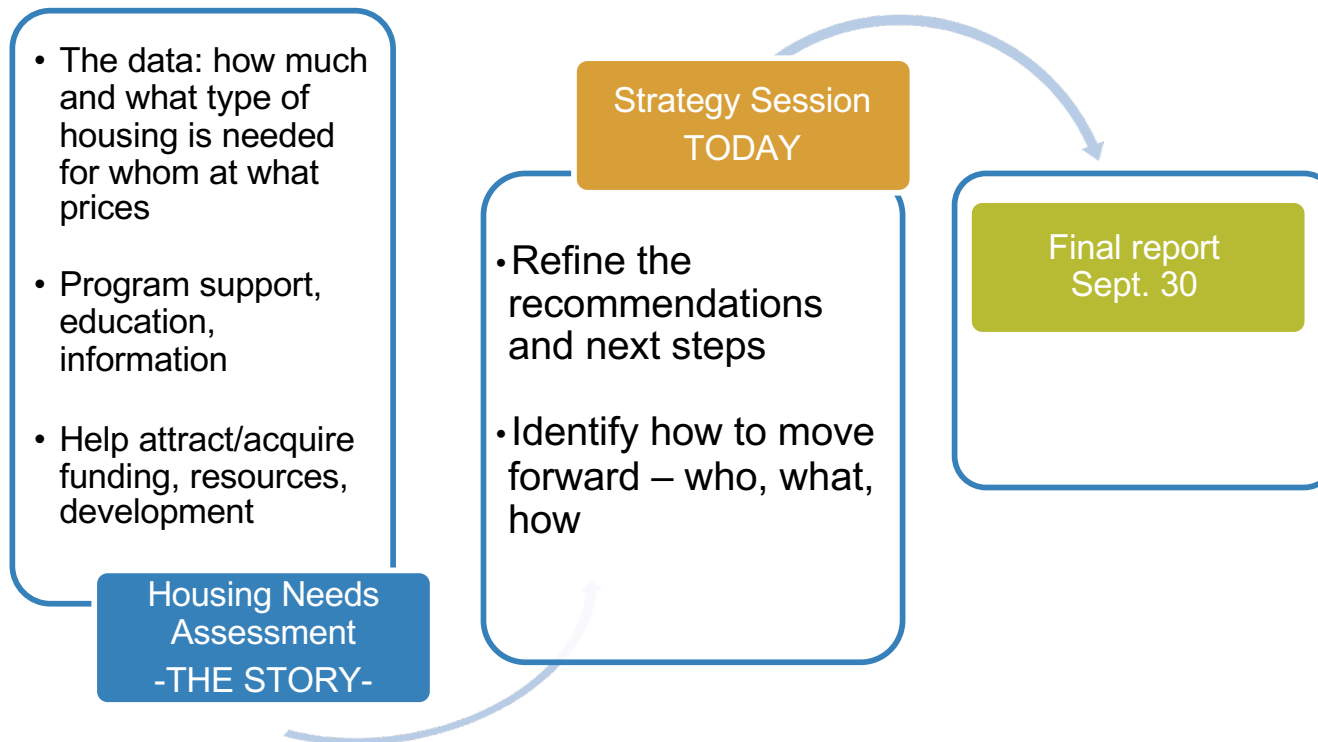 • The data: how much
and what type of
housing is needed
for whom at what
prices
• Program support,
education,
information
• Help attract/acquire
funding, resources,
development
Housing Needs
Assessment
-THE STORY-
Strategy Session
TODAY
•Refine the
recommendations
and next steps
•Identify how to move
forward – who, what,
how
Final report
Sept. 30